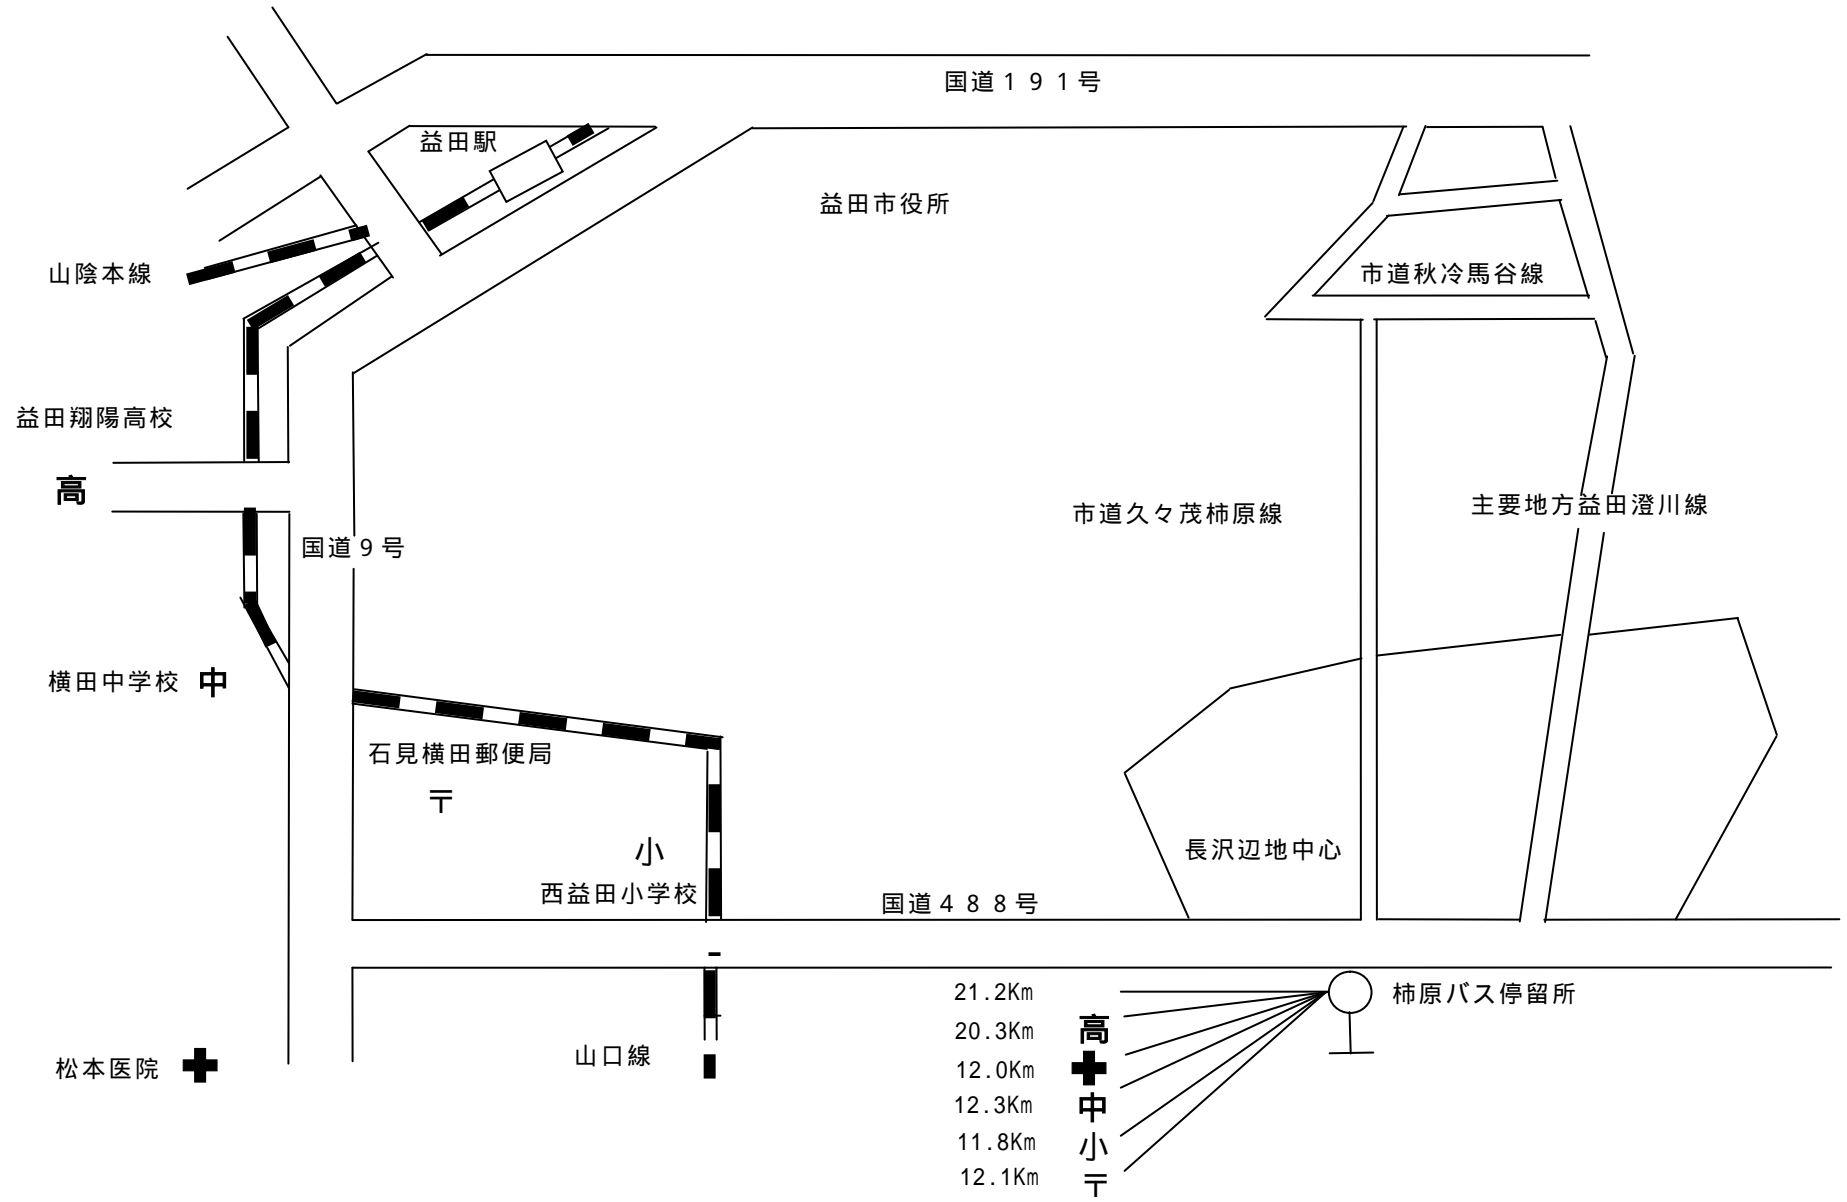 国道１９１号
益田駅
益田市役所
山陰本線
市道秋冷馬谷線
益田翔陽高校
高
市道久々茂柿原線
主要地方益田澄川線
国道９号
横田中学校 中
石見横田郵便局
〒
小
西益田小学校
長沢辺地中心
国道４８８号
21.2Km
柿原バス停留所
20.3Km 高
山口線
松本医院
12.0Km
12.3Km 中
11.8Km 小
12.1Km 〒